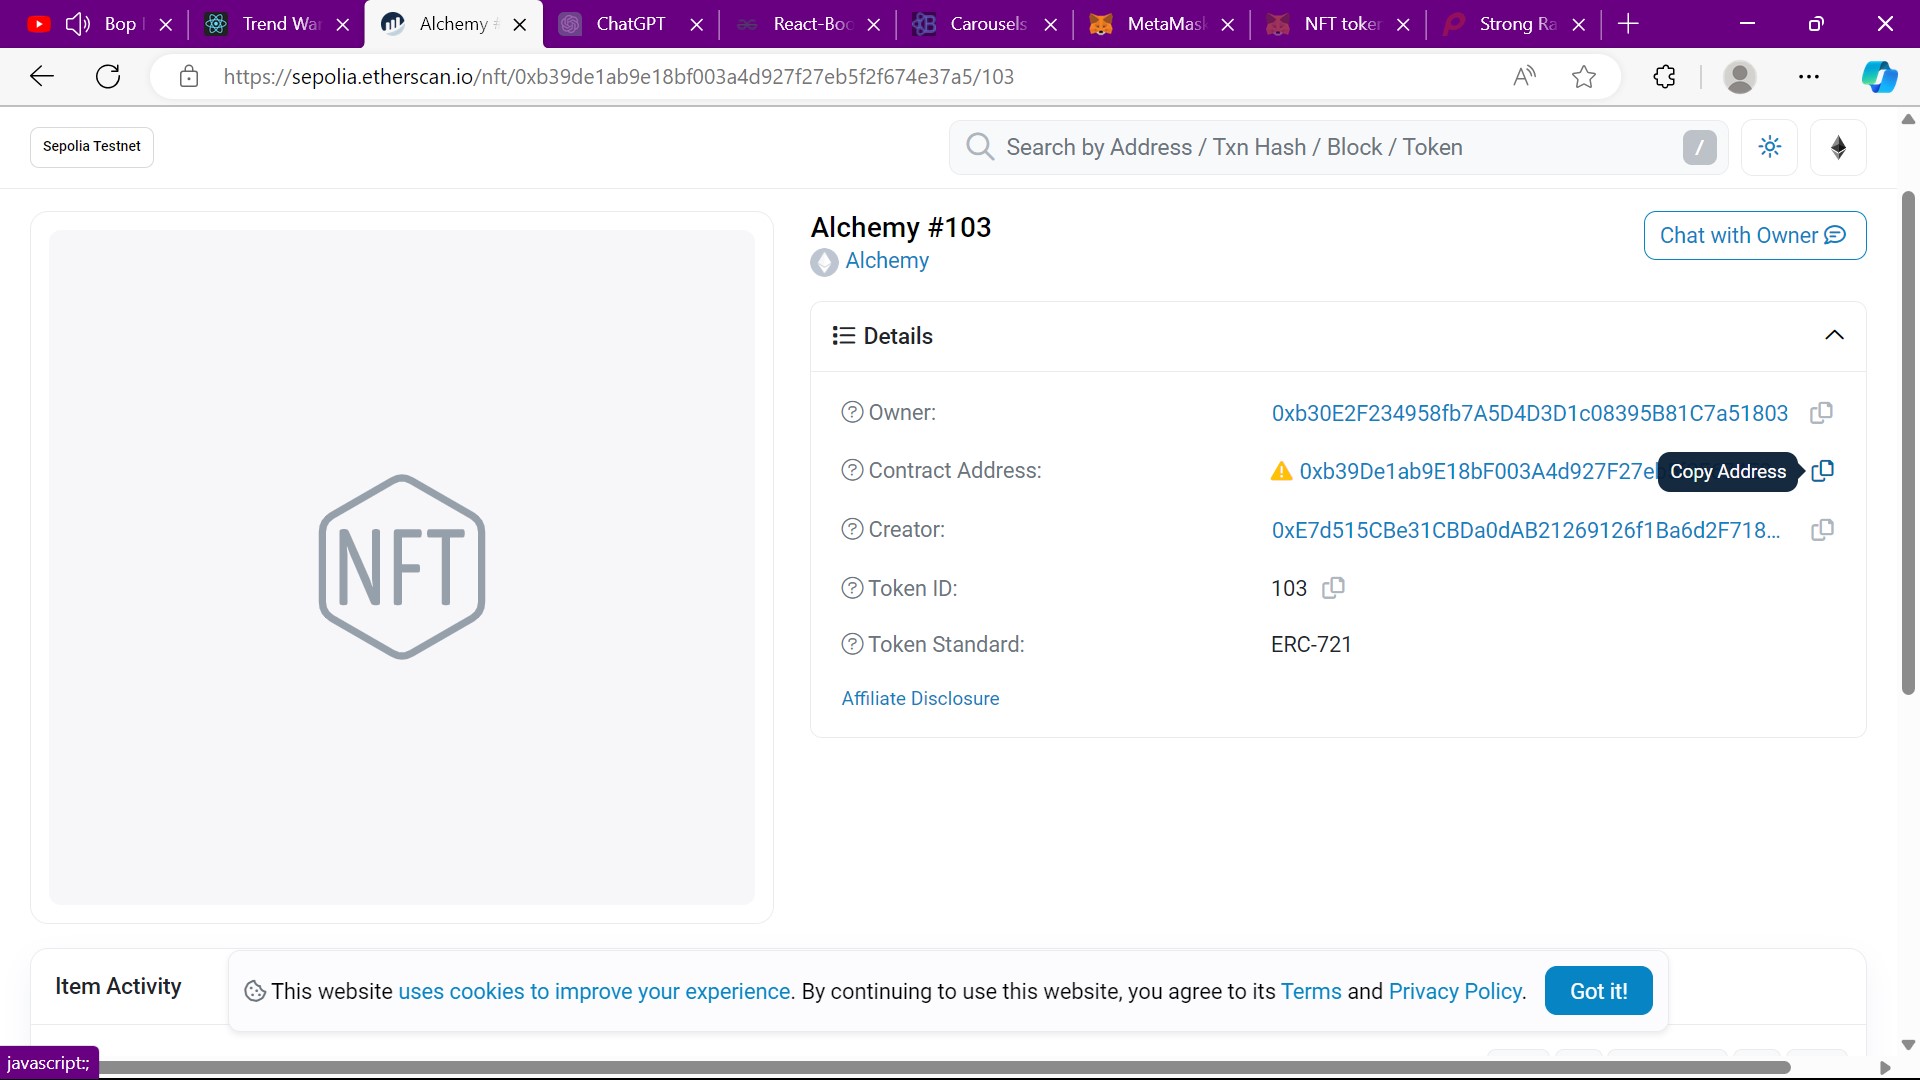 Bop
Trend Wa
Alchemy
ChatGPT
React-Boo
Carousels
MetaMas
NFT token
Strong Ra
https://sepolia.etherscan.io/nft/0xb39de1ab9e18bf003a4d927f27eb5f2f674e37a5/103
Sepolia Testnet
Search by Address / Txn Hash / Block / Token
/
Alchemy #103
Alchemy
Chat with Owner
Details
Owner:
0xb30E2F234958fb7A5D4D3D1c08395B81C7a51803
Contract Address:
0xb39De1ab9E18bF003A4d927F27e
Copy Address
Creator:
0xE7d515CBe31CBDa0dAB21269126f1Ba6d2F718...
Token ID:
103
Token Standard:
ERC-721
Affiliate Disclosure
NFT
Item Activity
This website uses cookies to improve your experience. By continuing to use this website, you agree to its Terms and Privacy Policy.
Got it!
javascript:;